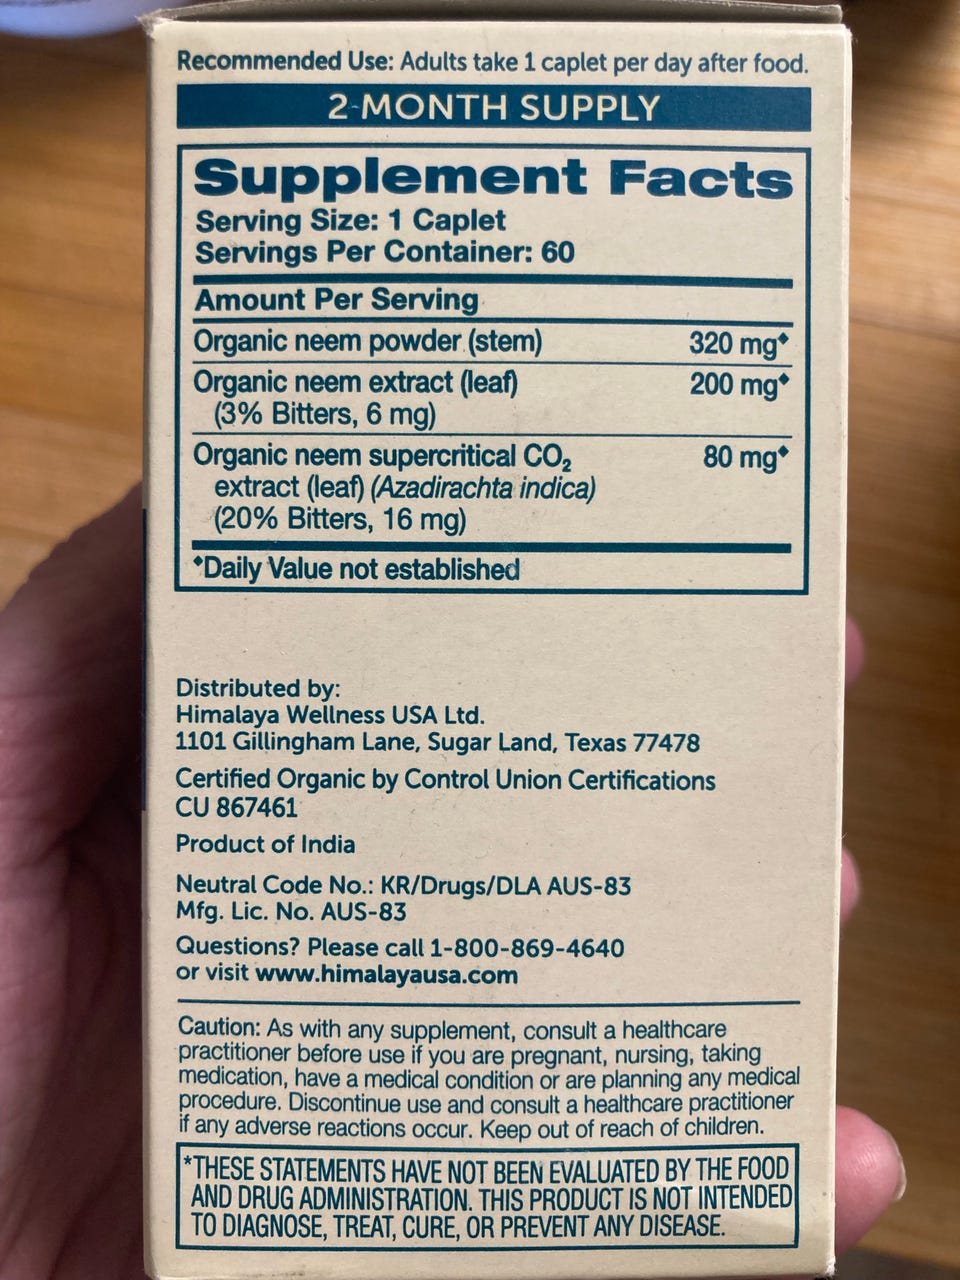 Recommended Use: Adults take 1 caplet per day after food.
2-MONTH SUPPLY
Supplement Facts
Serving Size: 1 Caplet
Servings Per Container: 60
Amount Per Serving
Organic neem powder (stem) 320 mg◆
Organic neem extract (leaf) 200 mg◆
(3% Bitters, 6 mg)
Organic neem supercritical CO₂ 80 mg◆
extract (leaf) (Azadirachta indica)
(20% Bitters, 16 mg)
◆Daily Value not established
Distributed by:
Himalaya Wellness USA Ltd.
1101 Gillingham Lane, Sugar Land, Texas 77478
Certified Organic by Control Union Certifications
CU 867461
Product of India
Neutral Code No.: KR/Drugs/DLA AUS-83
Mfg. Lic. No. AUS-83
Questions? Please call 1-800-869-4640
or visit www.himalayausa.com
Caution: As with any supplement, consult a healthcare
practitioner before use if you are pregnant, nursing, taking
medication, have a medical condition or are planning any medical
procedure. Discontinue use and consult a healthcare practitioner
if any adverse reactions occur. Keep out of reach of children.
*THESE STATEMENTS HAVE NOT BEEN EVALUATED BY THE FOOD
AND DRUG ADMINISTRATION. THIS PRODUCT IS NOT INTENDED
TO DIAGNOSE, TREAT, CURE, OR PREVENT ANY DISEASE.